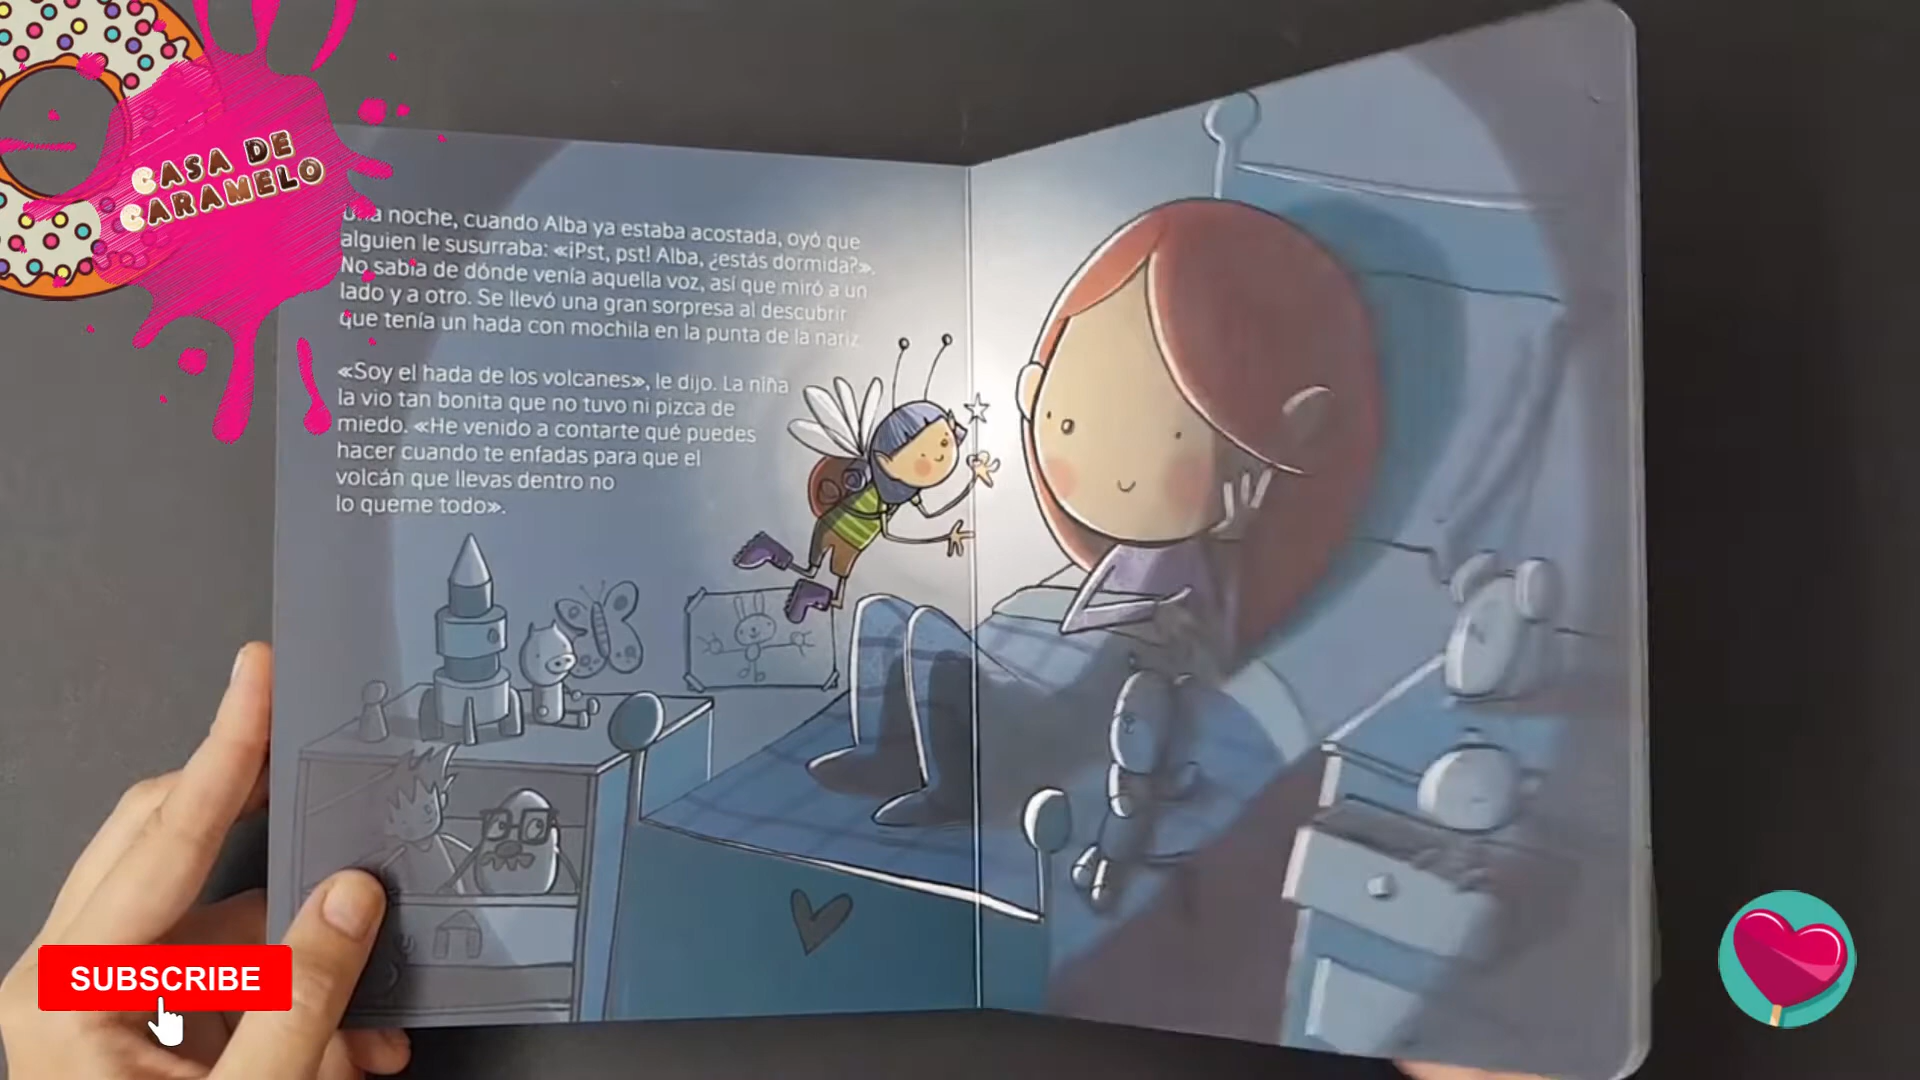 CASA DE
CARAMELO
Una noche, cuando Alba ya estaba acostada, oyó que
alguien le susurraba: «¡Pst, pst! Alba, ¿estás dormida?».
No sabía de dónde venía aquella voz, así que miró a un
lado y a otro. Se llevó una gran sorpresa al descubrir
que tenía un hada con mochila en la punta de la nariz
«Soy el hada de los volcanes», le dijo. La niña
la vio tan bonita que no tuvo ni pizca de
miedo. «He venido a contarte qué puedes
hacer cuando te enfadas para que el
volcán que llevas dentro no
lo queme todo».
SUBSCRIBE